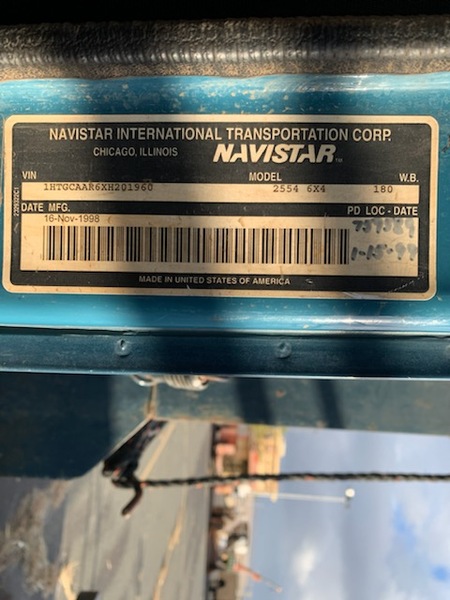 NAVISTAR INTERNATIONAL TRANSPORTATION CORP.
CHICAGO, ILLINOIS NAVISTAR™
VIN MODEL W.B.
1HTGCAAR6XH201960 2554 6X4 180
DATE MFG. PD LOC - DATE
16-Nov-1998
1-15-99
MADE IN UNITED STATES OF AMERICA